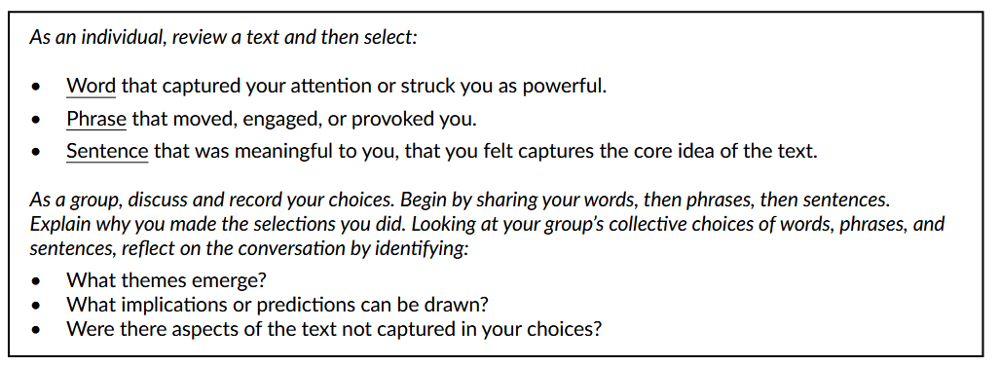 As an individual, review a text and then select:
• Word that captured your attention or struck you as powerful.
• Phrase that moved, engaged, or provoked you.
• Sentence that was meaningful to you, that you felt captures the core idea of the text.
As a group, discuss and record your choices. Begin by sharing your words, then phrases, then sentences.
Explain why you made the selections you did. Looking at your group’s collective choices of words, phrases, and
sentences, reflect on the conversation by identifying:
• What themes emerge?
• What implications or predictions can be drawn?
• Were there aspects of the text not captured in your choices?